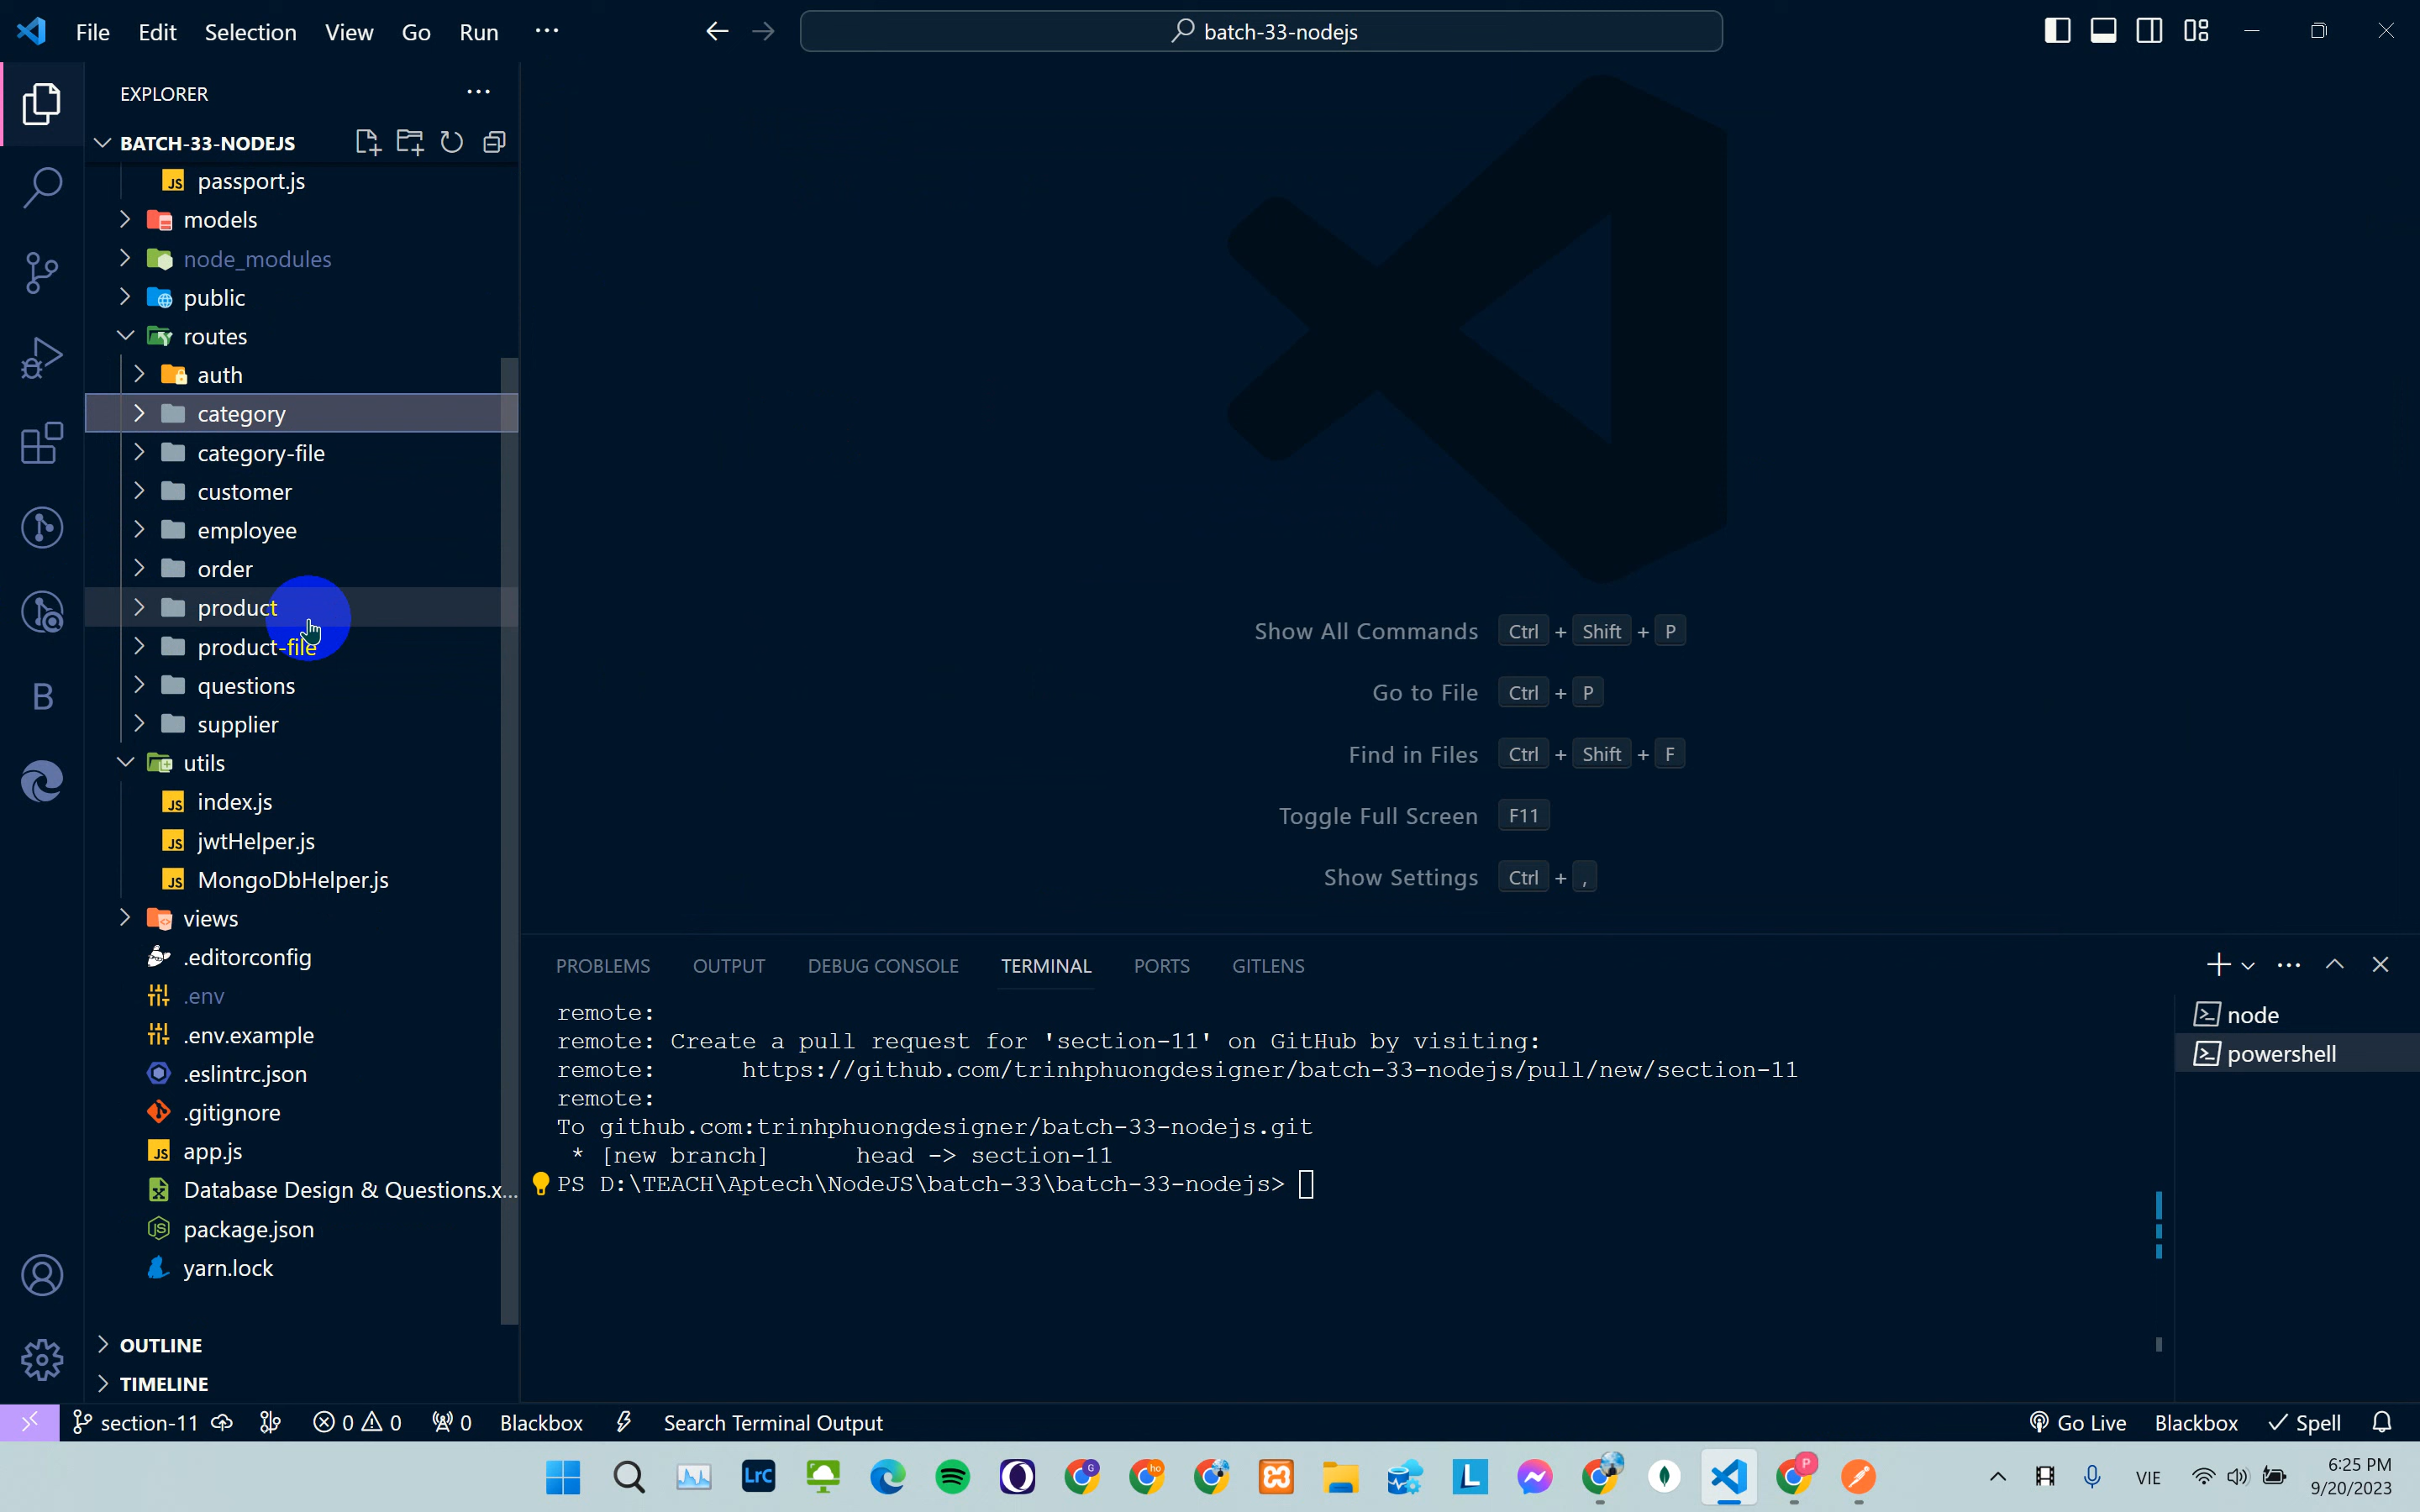 File Edit Selection View Go Run ···
batch-33-nodejs
EXPLORER
BATCH-33-NODEJS
passport.js
models
node_modules
public
routes
auth
category
category-file
customer
employee
order
product
product-file
questions
supplier
utils
index.js
jwtHelper.js
MongoDbHelper.js
views
.editorconfig
.env
.env.example
.eslintrc.json
.gitignore
app.js
Database Design & Questions.x...
package.json
yarn.lock
OUTLINE
TIMELINE
B
Show All Commands Ctrl + Shift + P
Go to File Ctrl + P
Find in Files Ctrl + Shift + F
Toggle Full Screen F11
Show Settings Ctrl + ,
PROBLEMS OUTPUT DEBUG CONSOLE TERMINAL PORTS GITLENS
remote:
remote: Create a pull request for 'section-11' on GitHub by visiting:
remote: https://github.com/trinhphuongdesigner/batch-33-nodejs/pull/new/section-11
remote:
To github.com:trinhphuongdesigner/batch-33-nodejs.git
* [new branch] head -> section-11
PS D:\TEACH\Aptech\NodeJS\batch-33\batch-33-nodejs>
node
powershell
section-11 0 0 0 Blackbox Search Terminal Output Go Live Blackbox Spell
LrC G ho L P VIE
6:25 PM
9/20/2023